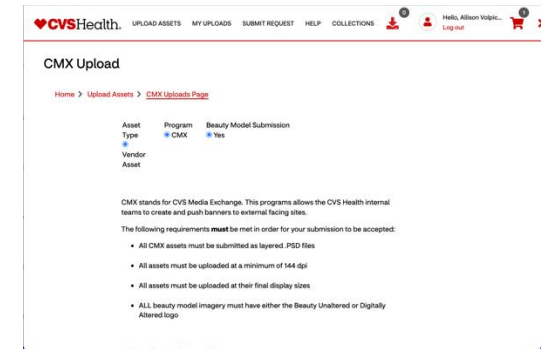 CVSHealth. UPLOAD ASSETS MY UPLOADS SUBMIT REQUEST HELP COLLECTIONS 0 Hello, Allison Volpic... 1
Log out
CMX Upload
Home > Upload Assets > CMX Uploads Page
Asset Program Beauty Model Submission
Type CMX Yes
Vendor
Asset
CMX stands for CVS Media Exchange. This programs allows the CVS Health internal
teams to create and push banners to external facing sites.
The following requirements must be met in order for your submission to be accepted:
All CMX assets must be submitted as layered .PSD files
All assets must be uploaded at a minimum of 144 dpi
All assets must be uploaded at their final display sizes
ALL beauty model imagery must have either the Beauty Unaltered or Digitally
Altered logo